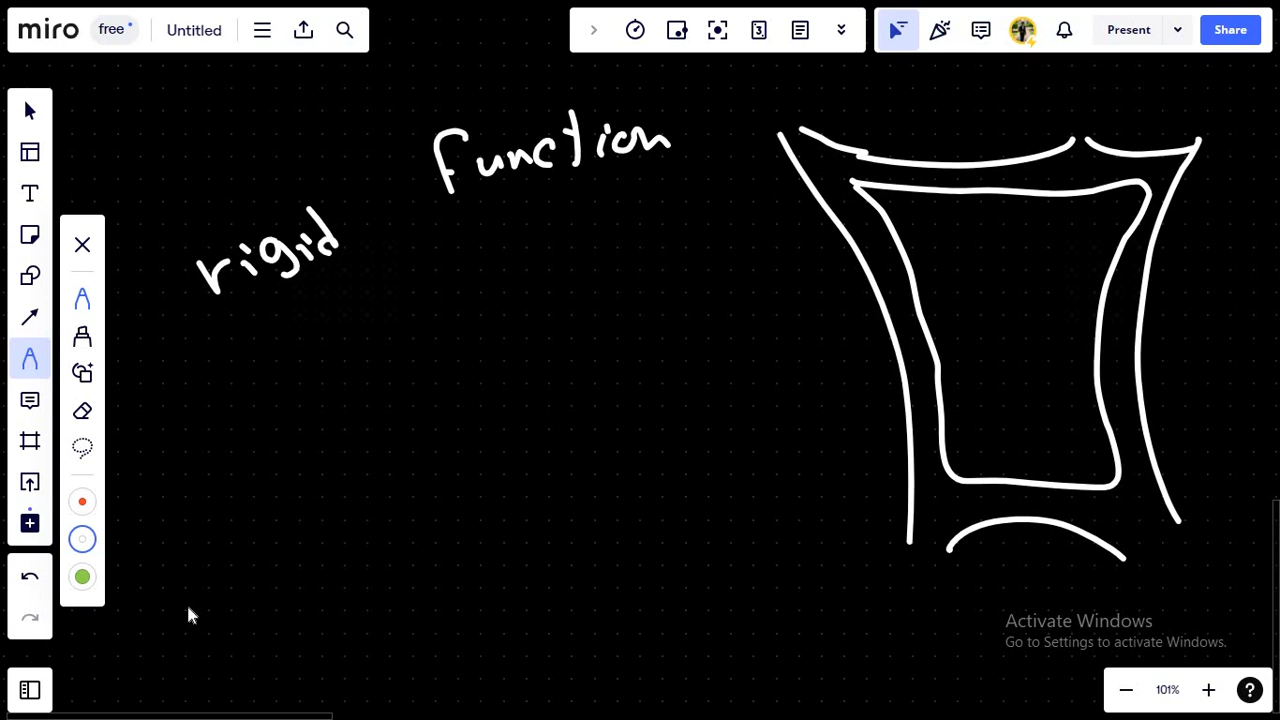 miro free Untitled Present Share
function
rigid
Activate Windows
Go to Settings to activate Windows.
101%